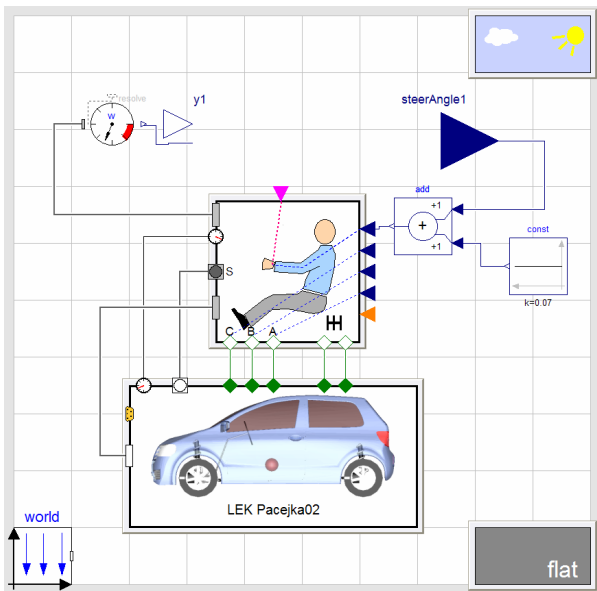 resolve
w
y1
steerAngle1
add
+1
+
+1
const
k=0.07
S
C B A
LEK Pacejka02
world
flat